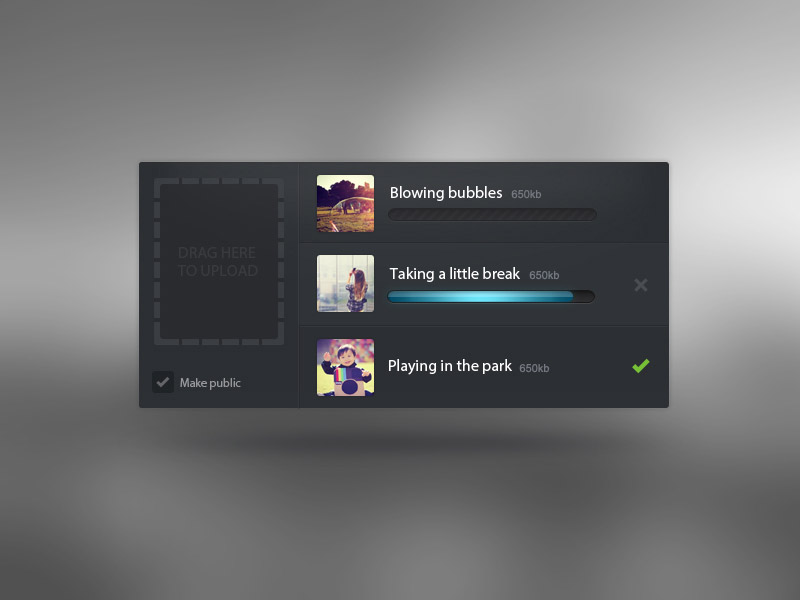 DRAG HERE
TO UPLOAD
Make public
Blowing bubbles 650kb
Taking a little break 650kb
Playing in the park 650kb